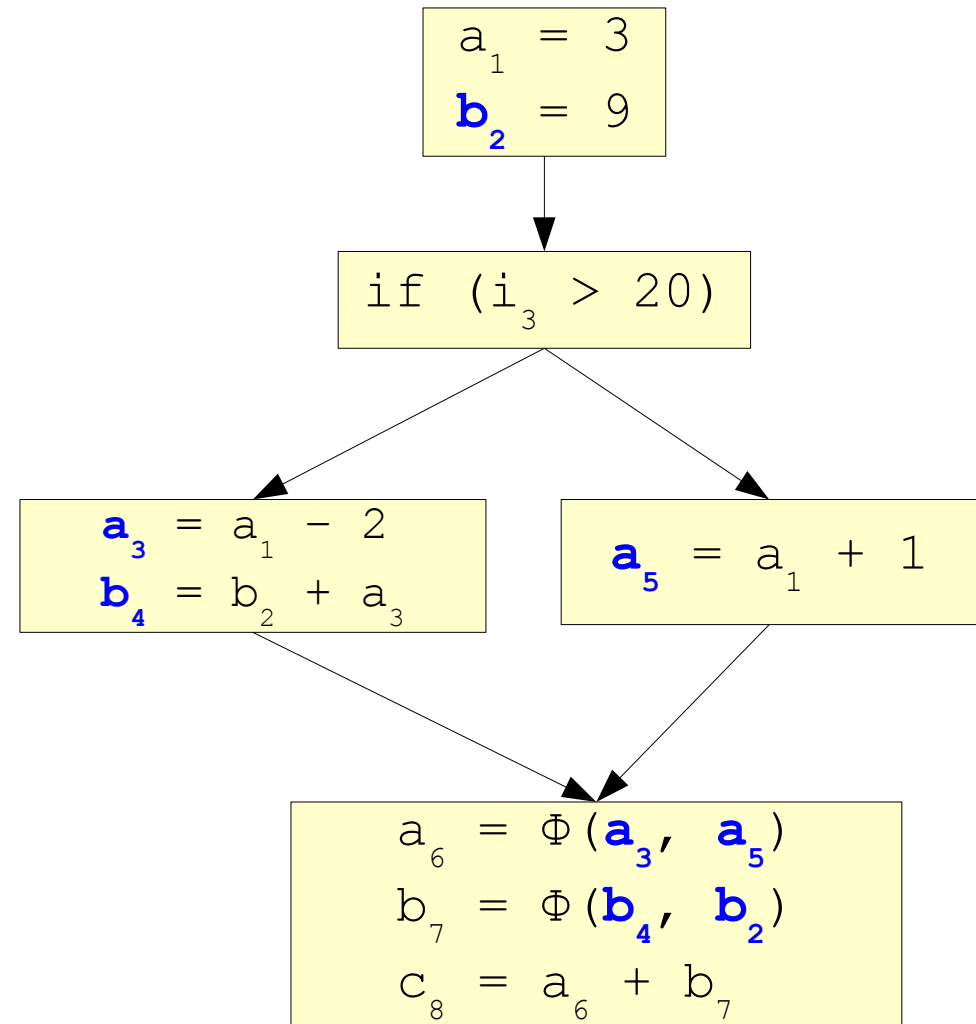 a₁ = 3
b₂ = 9
if (i₃ > 20)
a₃ = a₁ - 2
b₄ = b₂ + a₃
a₅ = a₁ + 1
a₆ = Φ(a₃, a₅)
b₇ = Φ(b₄, b₂)
c₈ = a₆ + b₇